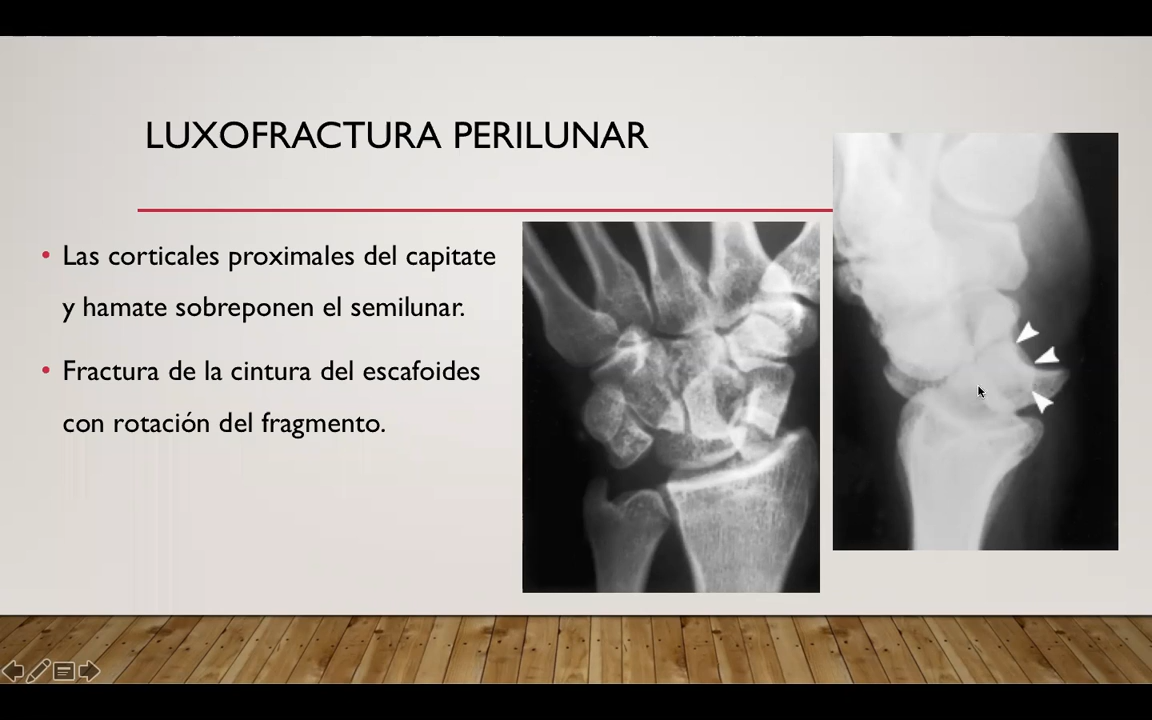 LUXOFRACTURA PERILUNAR
• Las corticales proximales del capitate
y hamate sobreponen el semilunar.
• Fractura de la cintura del escafoides
con rotación del fragmento.